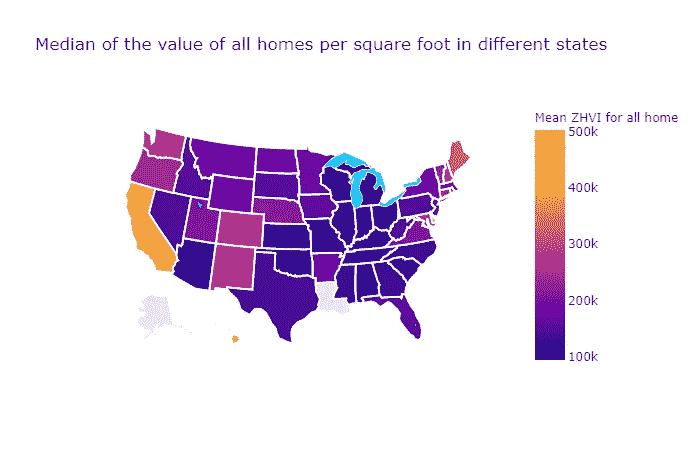 Median of the value of all homes per square foot in different states
Mean ZHVI for all home
500k
400k
300k
200k
100k